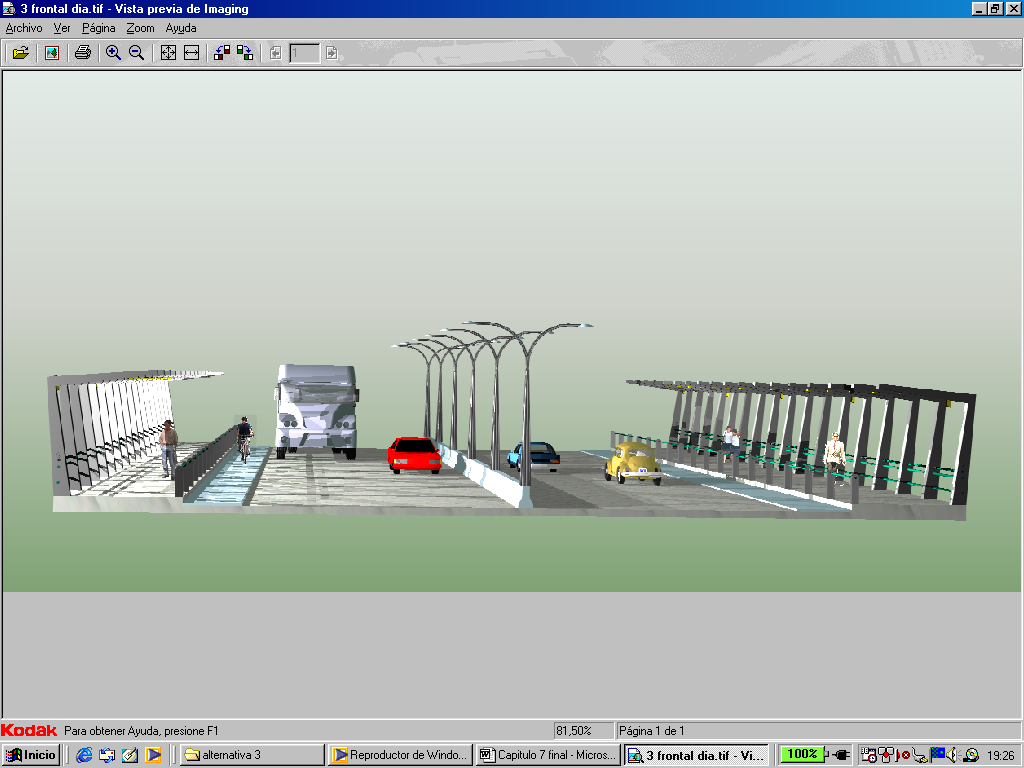 3 frontal dia.tif - Vista previa de Imaging
Archivo Ver Página Zoom Ayuda
1
Kodak Para obtener Ayuda, presione F1 81,50% Página 1 de 1
Inicio alternativa 3 Reproductor de Windo... Capitulo 7 final - Micros... 3 frontal dia.tif - Vi... 100% 19:26